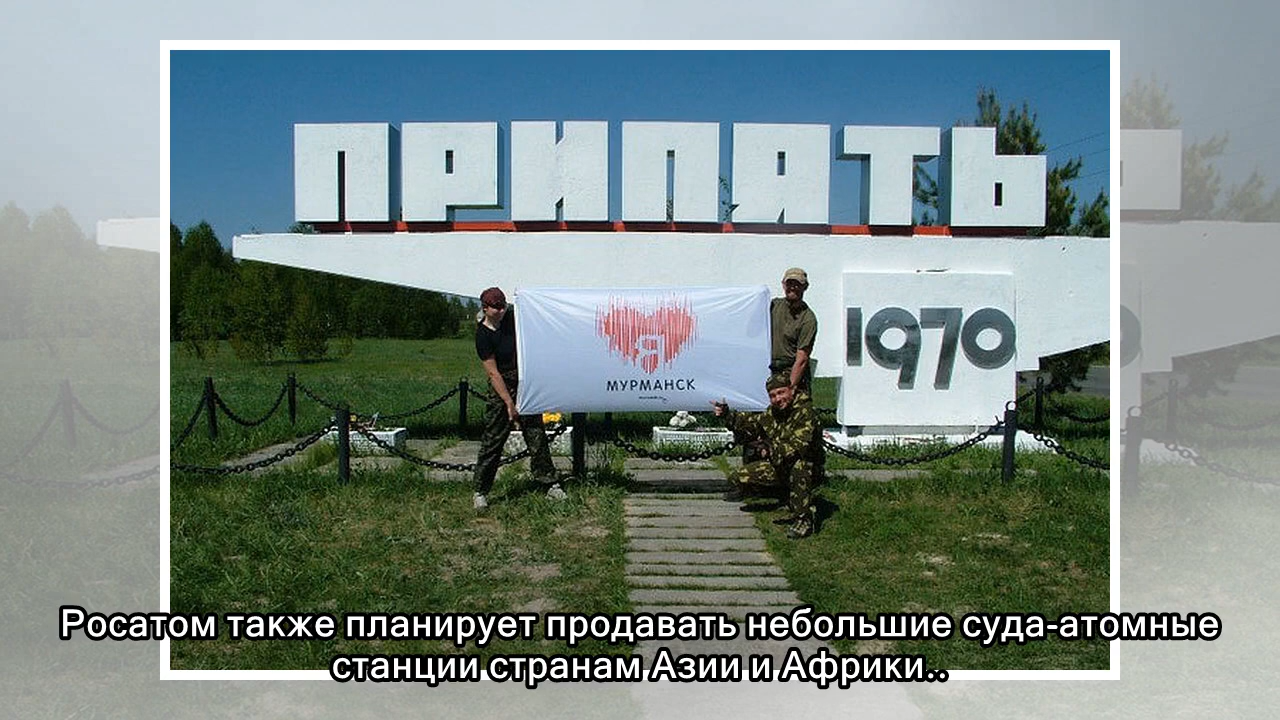 ПРИПЯТЬ
1970
Я
МУРМАНСК
Росатом также планирует продавать небольшие суда-атомные
станции странам Азии и Африки..